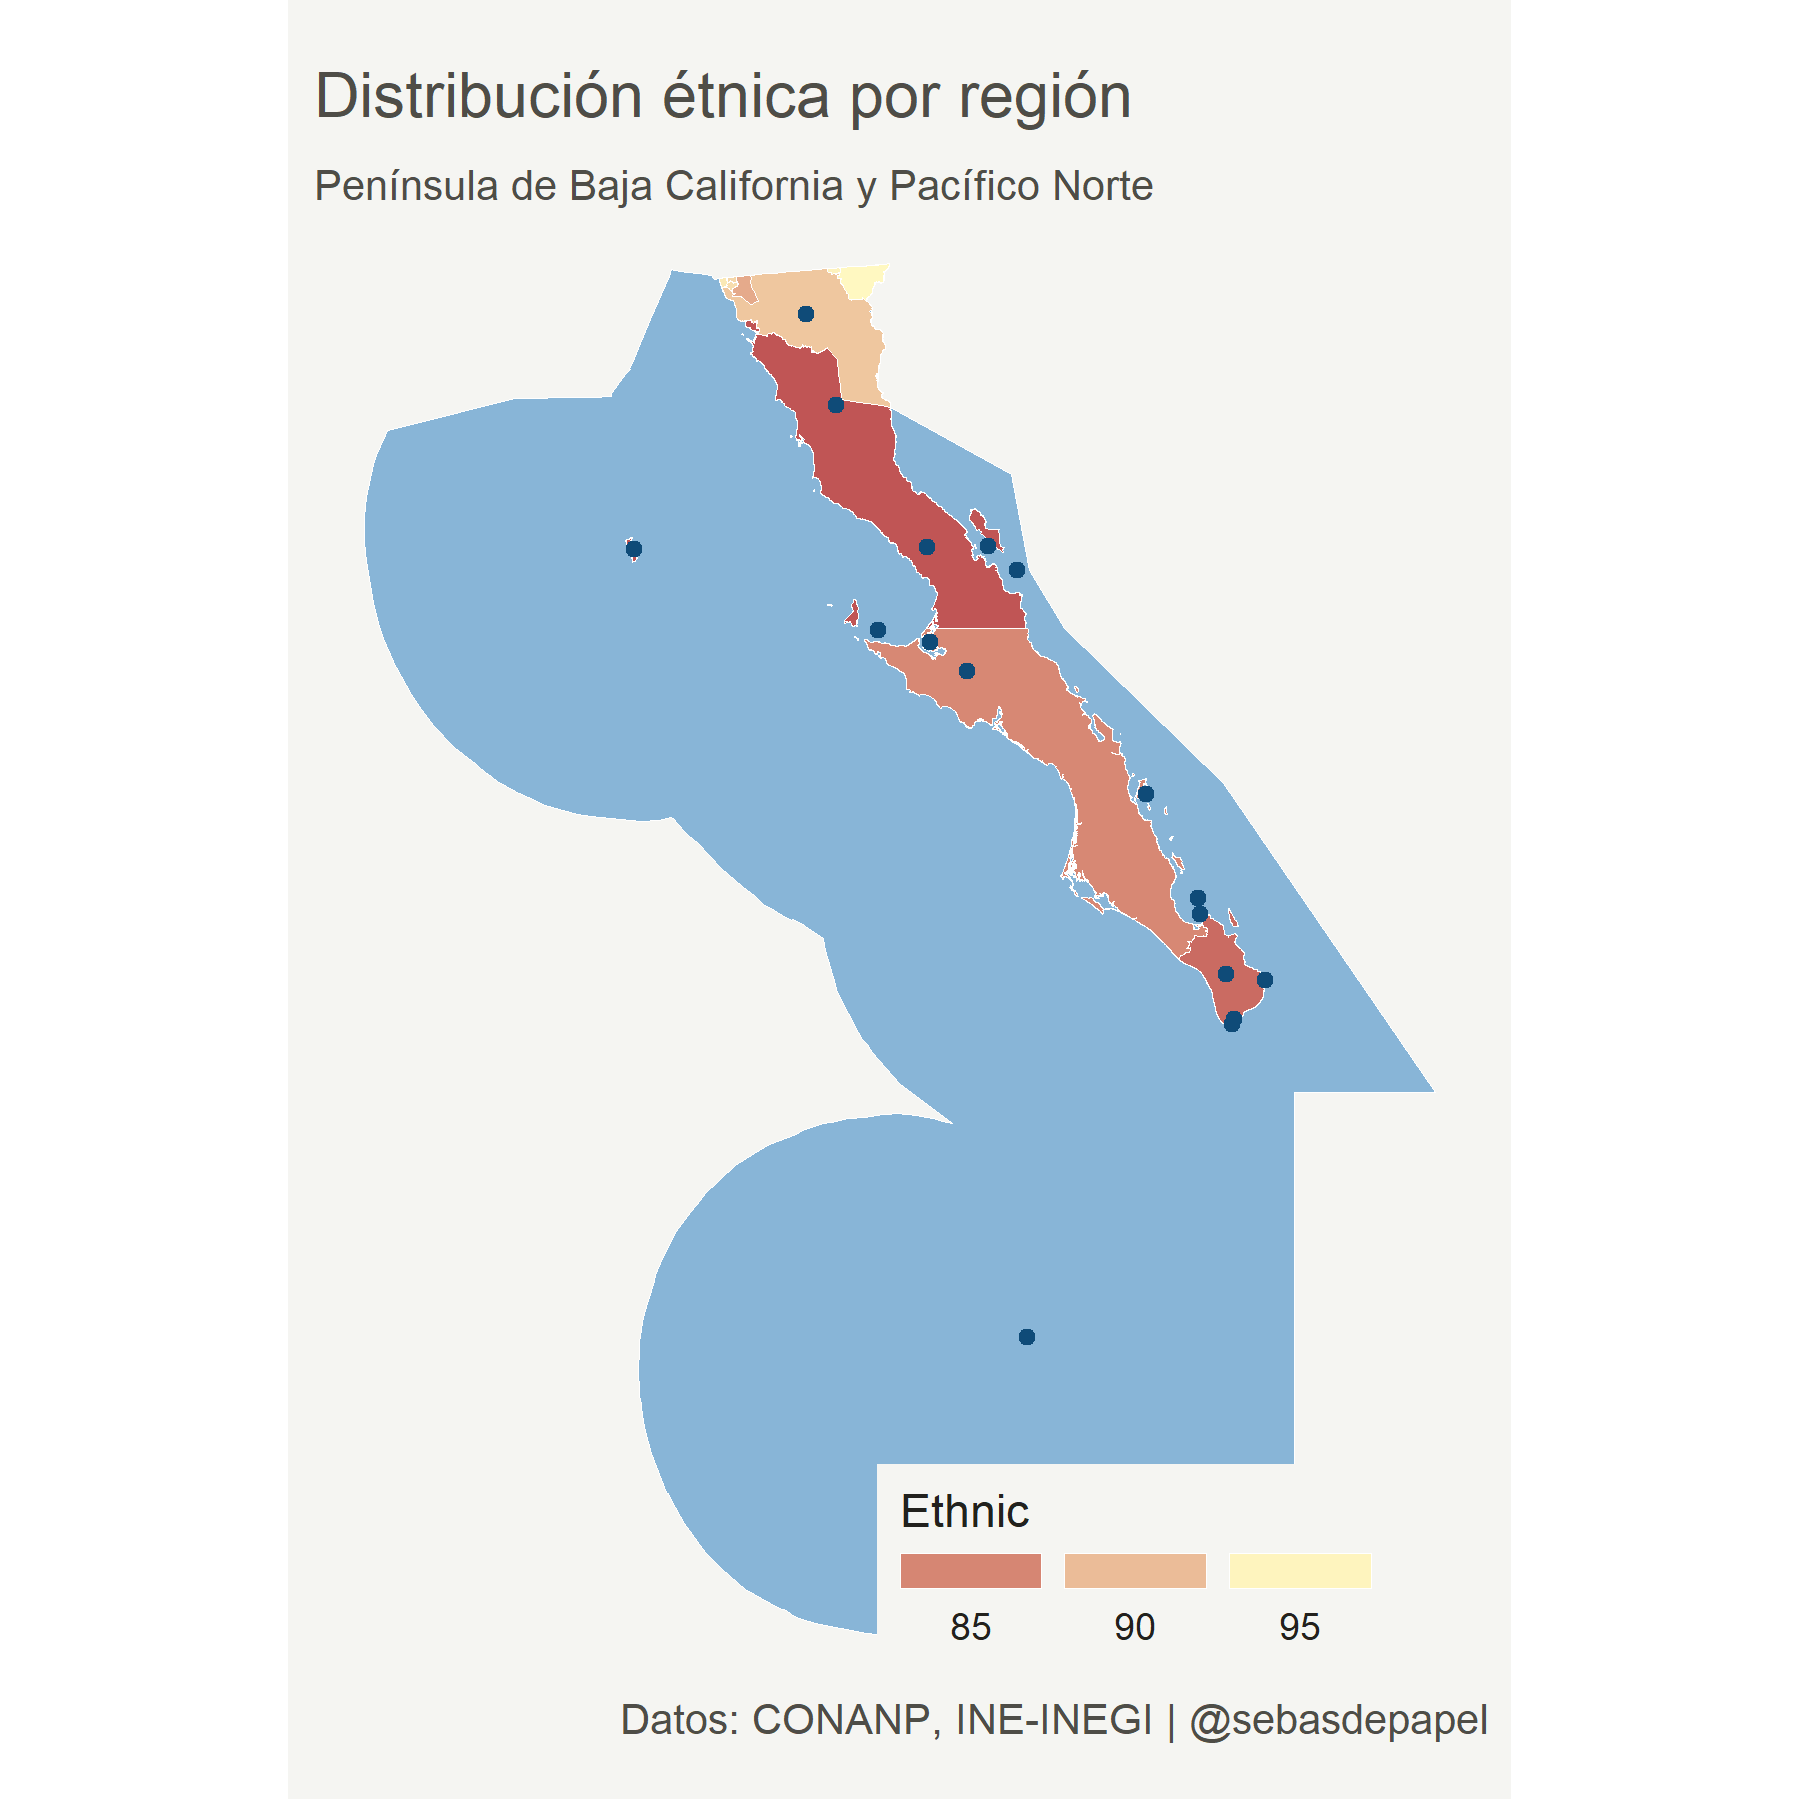 Distribución étnica por región
Península de Baja California y Pacífico Norte
Ethnic
85 90 95
Datos: CONANP, INE-INEGI | @sebasdepapel